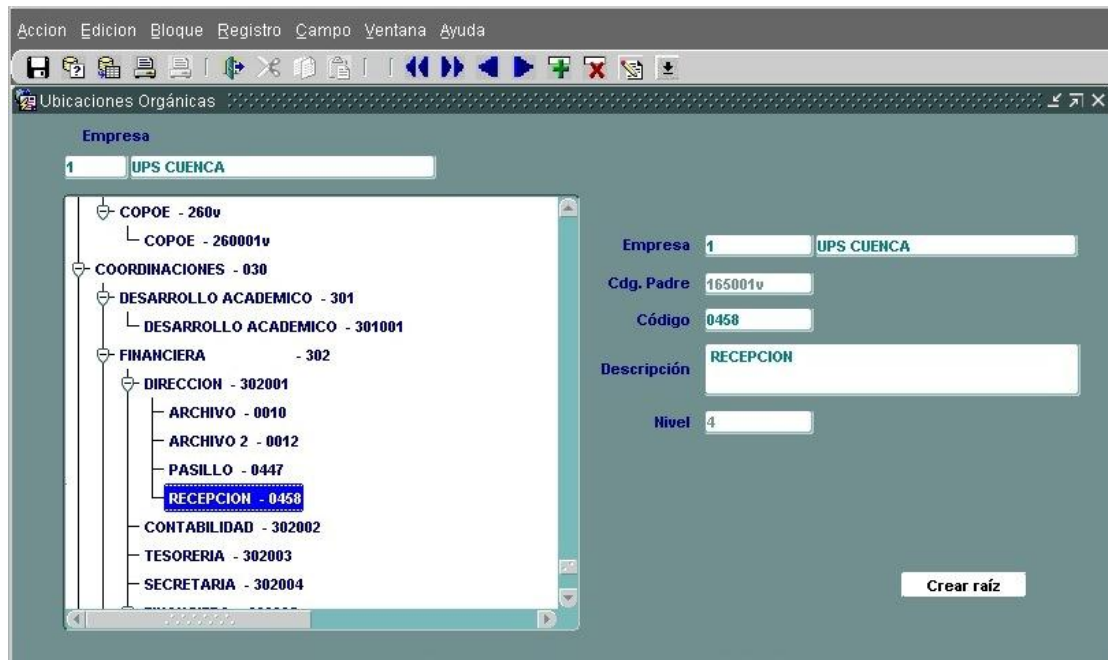 Accion Edicion Bloque Registro Campo Ventana Ayuda
Ubicaciones Orgánicas
Empresa
1 UPS CUENCA
COPOE - 260v
COPOE - 260001v
COORDINACIONES - 030
DESARROLLO ACADEMICO - 301
DESARROLLO ACADEMICO - 301001
FINANCIERA - 302
DIRECCION - 302001
ARCHIVO - 0010
ARCHIVO 2 - 0012
PASILLO - 0447
RECEPCION - 0458
CONTABILIDAD - 302002
TESORERIA - 302003
SECRETARIA - 302004
Empresa 1 UPS CUENCA
Cdg. Padre 165001v
Código 0458
Descripción RECEPCION
Nivel 4
Crear raíz